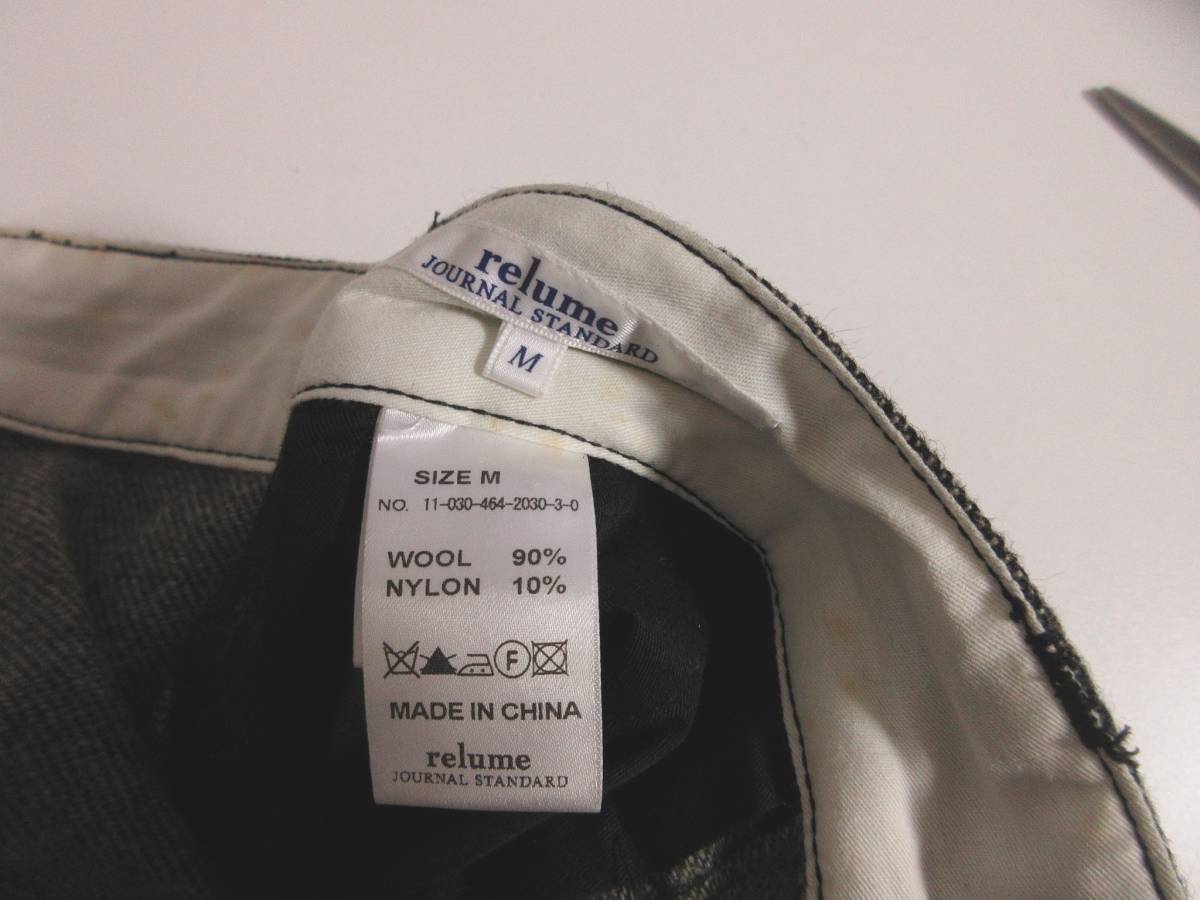 relume
JOURNAL STANDARD
M
SIZE M
NO. 11-030-464-2030-3-0
WOOL 90%
NYLON 10%
F
MADE IN CHINA
relume
JOURNAL STANDARD